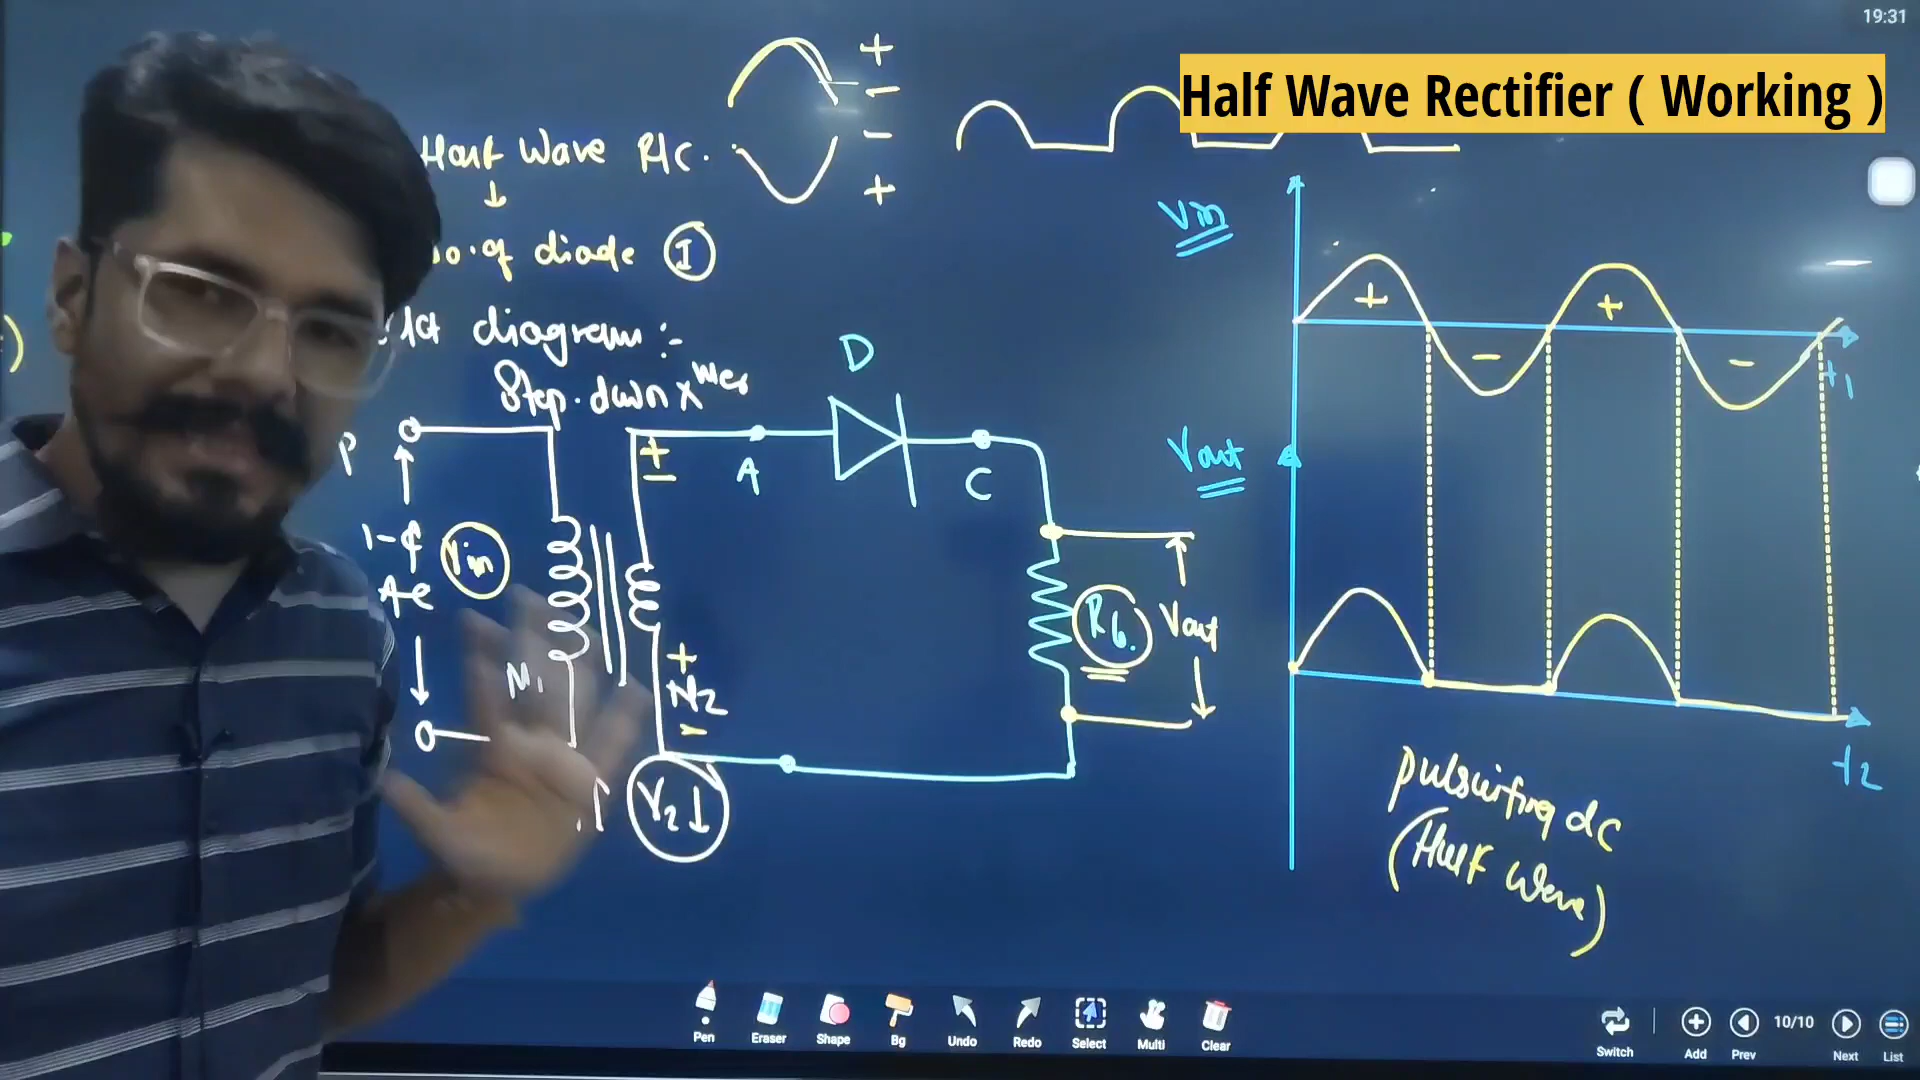 19:31
Half Wave Rectifier ( Working )
Half Wave R/C.
+
-
-
+
no. of diode 1
diagram :-
Step. down x mer
D
A
C
P
+
-
1-φ
Ac
Vin
N1
+
N2
-
V2 ↓
RL.
Vout
Vin
+
-
+
-
t1
Vout
t2
pulsating dc
(Half Wave)
Pen
Eraser
Shape
Bg
Undo
Redo
Select
Multi
Clear
Switch
Add
Prev
10/10
Next
List